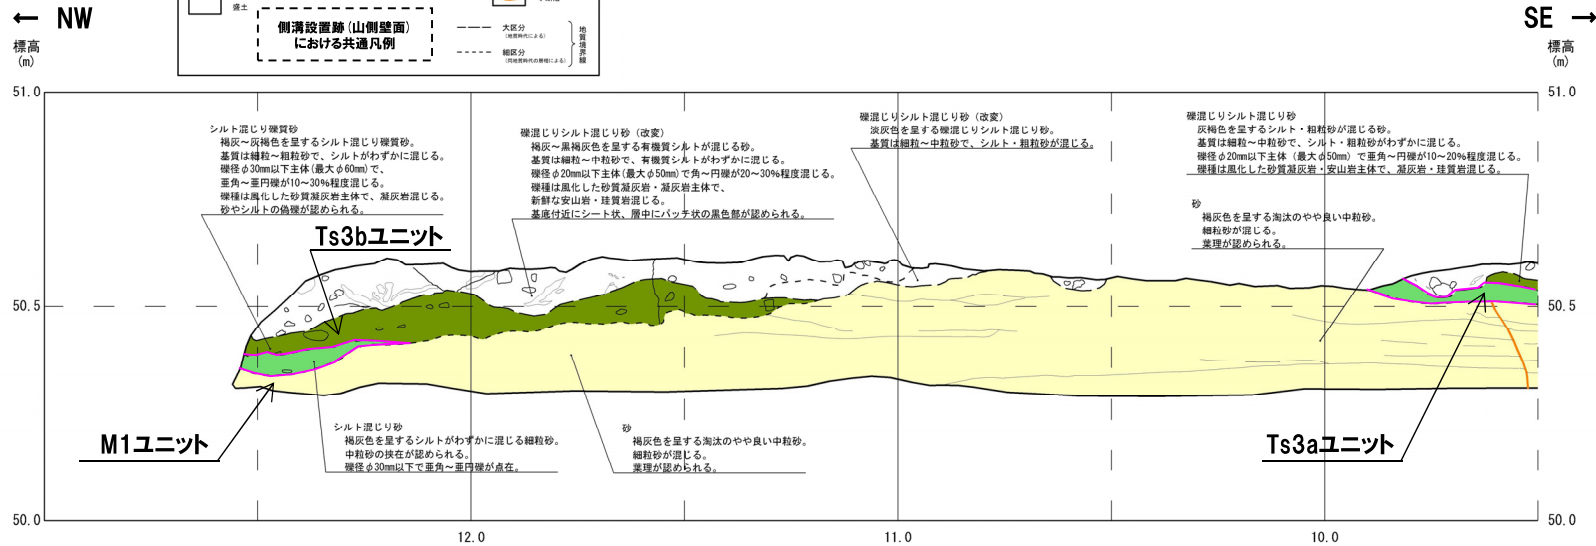 盛土
側溝設置跡(山側壁面)
における共通凡例
大区分
(地質時代による)
細区分
(同地質時代の層相による)
地質境界線
← NW
SE →
標高
(m)
標高
(m)
51.0
51.0
50.5
50.5
50.0
50.0
12.0
11.0
10.0
シルト混じり礫質砂
褐灰~灰褐色を呈するシルト混じり礫質砂。
基質は細粒~粗粒砂で、シルトがわずかに混じる。
礫径φ30mm以下主体(最大φ60mm)で、
亜角~亜円礫が10~30%程度混じる。
礫種は風化した砂質凝灰岩主体で、凝灰岩混じる。
砂やシルトの偽礫が認められる。
Ts3bユニット
礫混じりシルト混じり砂(改変)
褐灰~黒褐灰色を呈する有機質シルトが混じる砂。
基質は細粒~中粒砂で、有機質シルトがわずかに混じる。
礫径φ20mm以下主体(最大φ50mm)で角~円礫が20~30%程度混じる。
礫種は風化した砂質凝灰岩・凝灰岩主体で、
新鮮な安山岩・珪質岩混じる。
基底付近にシート状、層中にパッチ状の黒色部が認められる。
礫混じりシルト混じり砂(改変)
淡灰色を呈する礫混じりシルト混じり砂。
基質は細粒~中粒砂で、シルト・粗粒砂が混じる。
礫混じりシルト混じり砂
灰褐色を呈するシルト・粗粒砂が混じる砂。
基質は細粒~中粒砂で、シルト・粗粒砂がわずかに混じる。
礫径φ20mm以下主体(最大φ50mm)で亜角~円礫が10~20%程度混じる。
礫種は風化した砂質凝灰岩・安山岩主体で、凝灰岩・珪質岩混じる。
砂
褐灰色を呈する淘汰のやや良い中粒砂。
細粒砂が混じる。
葉理が認められる。
M1ユニット
シルト混じり砂
褐灰色を呈するシルトがわずかに混じる細粒砂。
中粒砂の挟在が認められる。
礫径φ30mm以下で亜角~亜円礫が点在。
砂
褐灰色を呈する淘汰のやや良い中粒砂。
細粒砂が混じる。
葉理が認められる。
Ts3aユニット